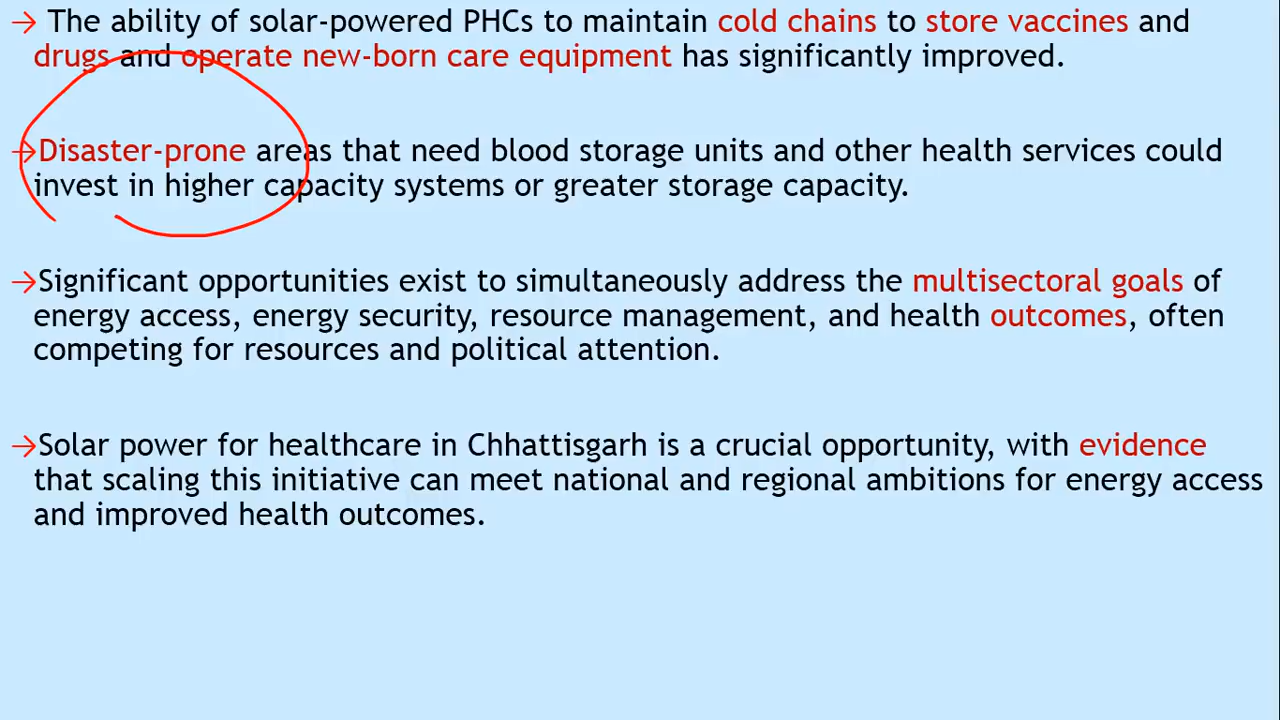 → The ability of solar-powered PHCs to maintain cold chains to store vaccines and
drugs and operate new-born care equipment has significantly improved.
→Disaster-prone areas that need blood storage units and other health services could
invest in higher capacity systems or greater storage capacity.
→Significant opportunities exist to simultaneously address the multisectoral goals of
energy access, energy security, resource management, and health outcomes, often
competing for resources and political attention.
→Solar power for healthcare in Chhattisgarh is a crucial opportunity, with evidence
that scaling this initiative can meet national and regional ambitions for energy access
and improved health outcomes.